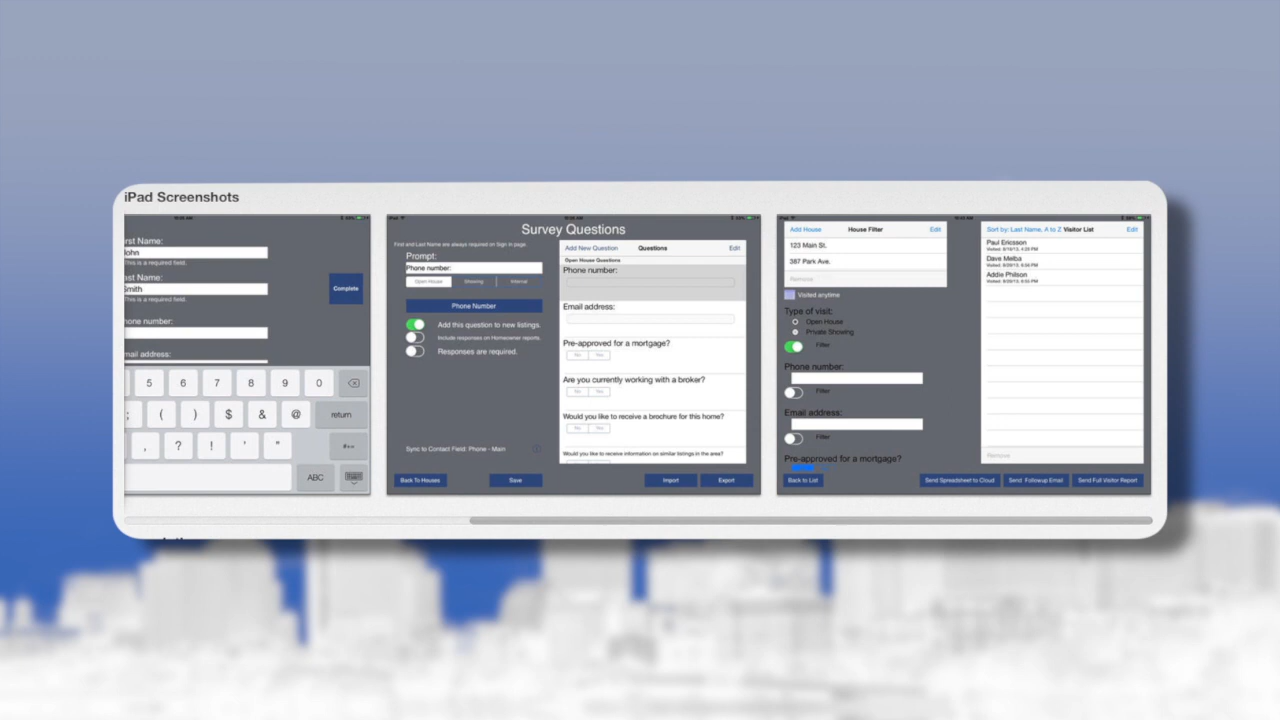 iPad Screenshots
10:35 AM
rst Name:
ohn
This is a required field.
ast Name:
Smith
This is a required field.
Complete
hone number:
mail address:
5 6 7 8 9 0
; ( ) $ & @ return
, ? ! ' " #+=
ABC
Survey Questions
First and Last Name are always required on Sign In page.
Prompt:
Phone number:
Open House Showing Internal
Phone Number
Add this question to new listings.
Include responses on Homeowner reports.
Responses are required.
Sync to Contact Field: Phone - Main
Back To Houses Save Import Export
Add New Question Questions Edit
Open House Questions
Phone number:
Email address:
Pre-approved for a mortgage?
No Yes
Are you currently working with a broker?
No Yes
Would you like to receive a brochure for this home?
No Yes
Would you like to receive information on similar listings in the area?
Add House House Filter Edit
123 Main St.
387 Park Ave.
Remove
Visited anytime
Type of visit:
Open House
Private Showing
Filter
Phone number:
Filter
Email address:
Filter
Pre-approved for a mortgage?
Sort by: Last Name, A to Z Visitor List Edit
Paul Ericsson
Dave Melba
Addie Philson
Remove
Back to List Send Spreadsheet to Cloud Send Followup Email Send Full Visitor Report